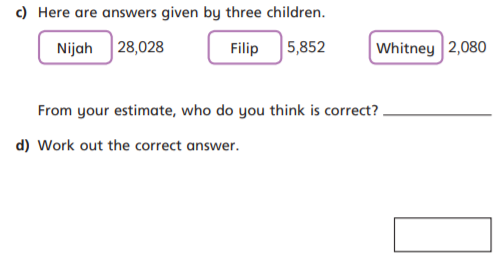 c) Here are answers given by three children.
Nijah 28,028 Filip 5,852 Whitney 2,080
From your estimate, who do you think is correct?
d) Work out the correct answer.